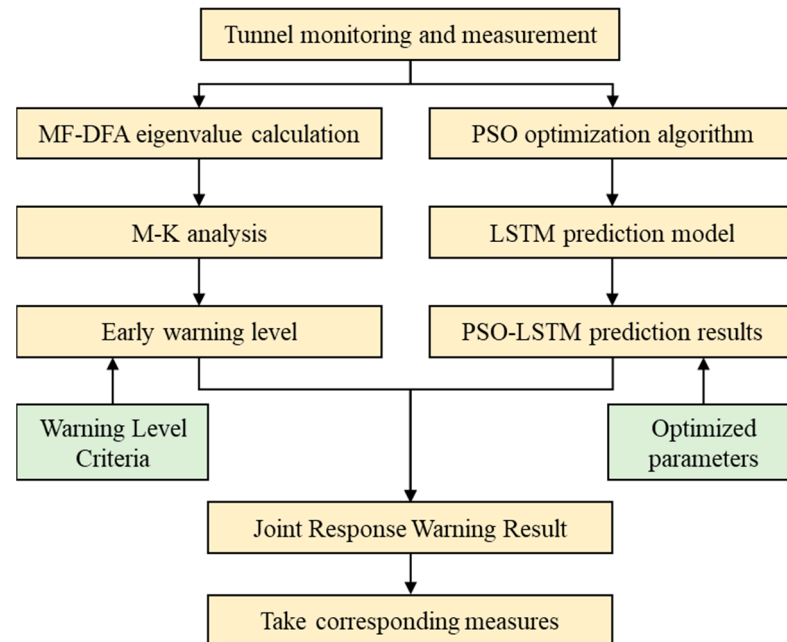 Tunnel monitoring and measurement
MF-DFA eigenvalue calculation
PSO optimization algorithm
M-K analysis
LSTM prediction model
Early warning level
PSO-LSTM prediction results
Warning Level
Criteria
Optimized
parameters
Joint Response Warning Result
Take corresponding measures